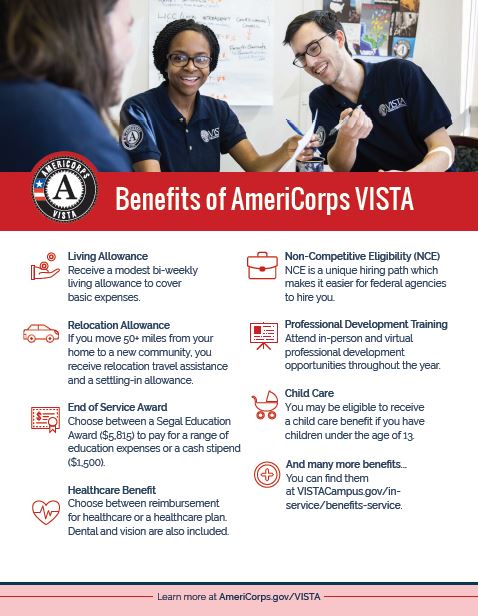 VISTA
AMERICORPS
A
VISTA
Benefits of AmeriCorps VISTA
Living Allowance
Receive a modest bi-weekly
living allowance to cover
basic expenses.
Relocation Allowance
If you move 50+ miles from your
home to a new community, you
receive relocation travel assistance
and a settling-in allowance.
End of Service Award
Choose between a Segal Education
Award ($5,815) to pay for a range of
education expenses or a cash stipend
($1,500).
Healthcare Benefit
Choose between reimbursement
for healthcare or a healthcare plan.
Dental and vision are also included.
Non-Competitive Eligibility (NCE)
NCE is a unique hiring path which
makes it easier for federal agencies
to hire you.
Professional Development Training
Attend in-person and virtual
professional development
opportunities throughout the year.
Child Care
You may be eligible to receive
a child care benefit if you have
children under the age of 13.
And many more benefits...
You can find them
at VISTACampus.gov/in-
service/benefits-service.
Learn more at AmeriCorps.gov/VISTA